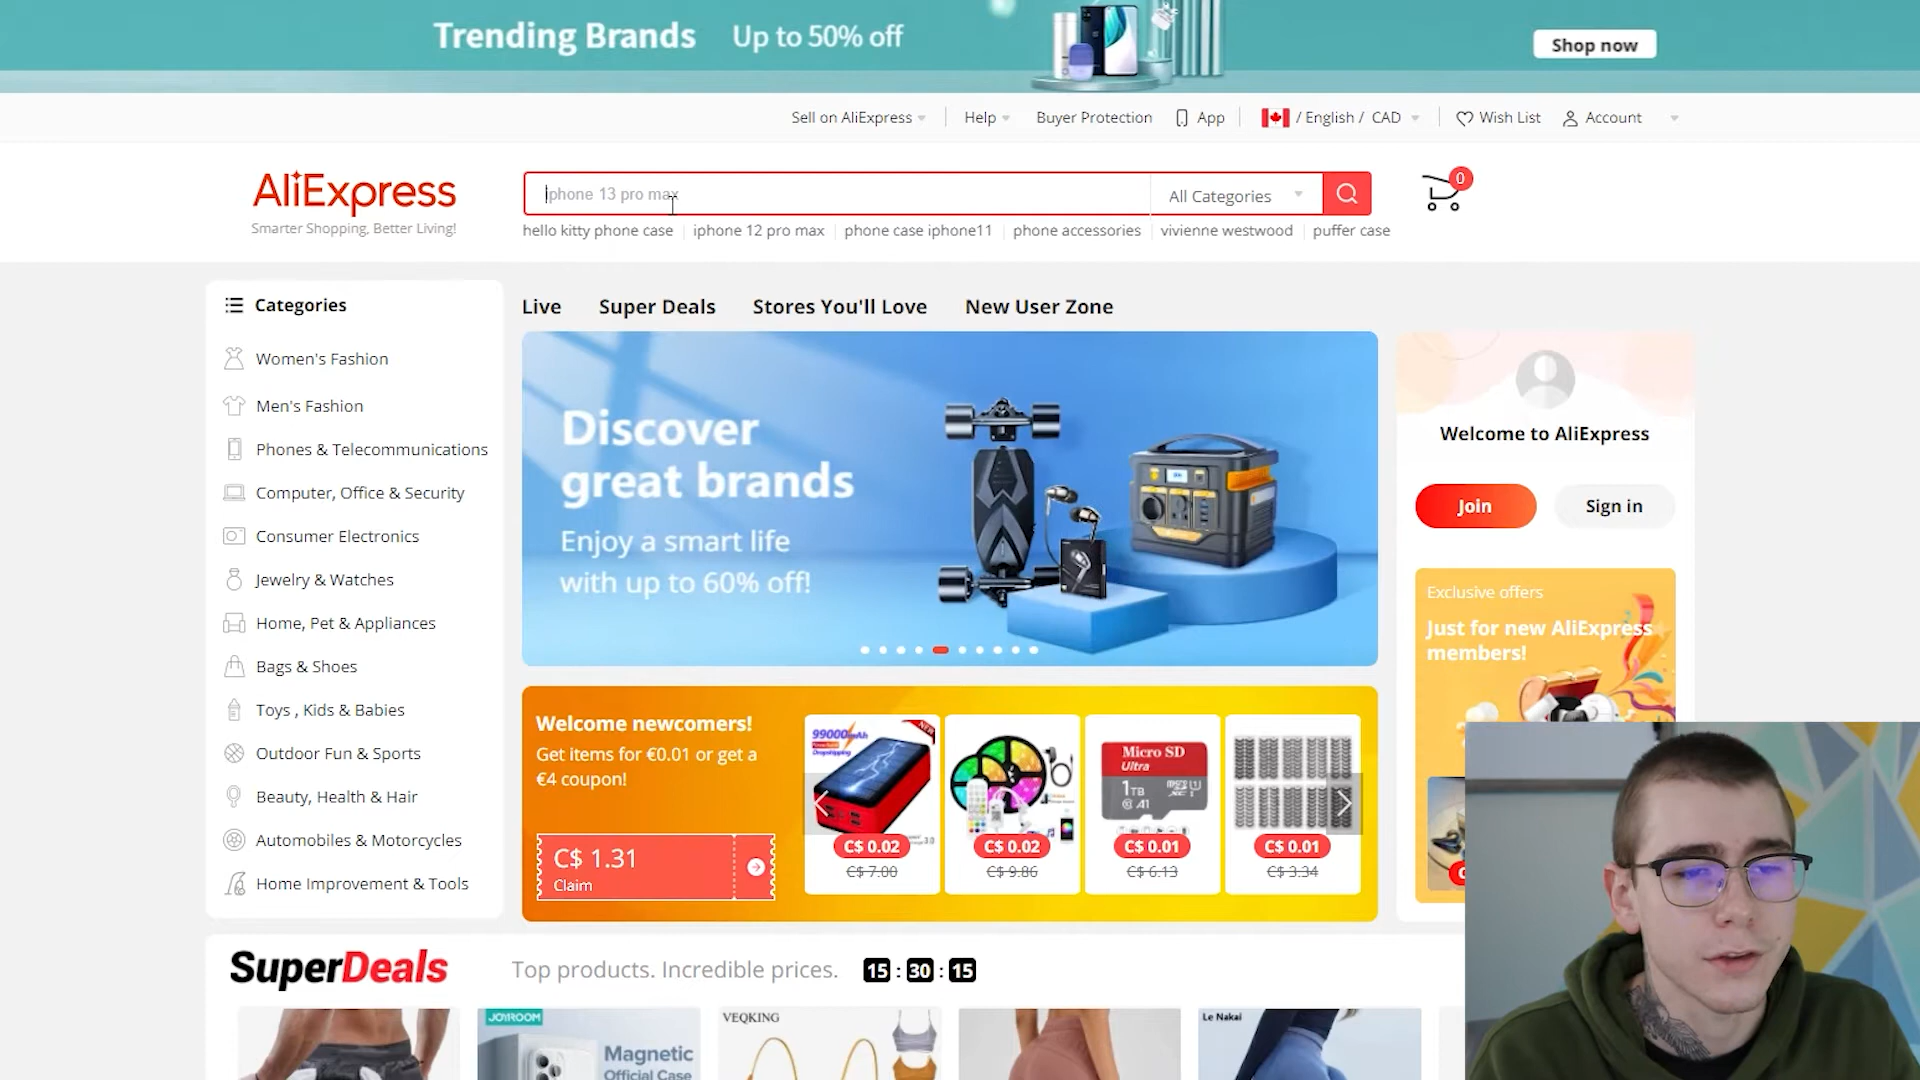 Trending Brands Up to 50% off
Shop now
Sell on AliExpress
Help
Buyer Protection
App
/ English / CAD
Wish List
Account
AliExpress
Smarter Shopping, Better Living!
iphone 13 pro max
All Categories
0
hello kitty phone case
iphone 12 pro max
phone case iphone11
phone accessories
vivienne westwood
puffer case
Categories
Women's Fashion
Men's Fashion
Phones & Telecommunications
Computer, Office & Security
Consumer Electronics
Jewelry & Watches
Home, Pet & Appliances
Bags & Shoes
Toys , Kids & Babies
Outdoor Fun & Sports
Beauty, Health & Hair
Automobiles & Motorcycles
Home Improvement & Tools
Live
Super Deals
Stores You'll Love
New User Zone
Discover
great brands
Enjoy a smart life
with up to 60% off!
Welcome to AliExpress
Join
Sign in
Exclusive offers
Just for new AliExpress
members!
Welcome newcomers!
Get items for €0.01 or get a
€4 coupon!
C$ 1.31
Claim
99000mAh
Dropshipping
NEW
C$ 0.02
C$ 7.00
C$ 0.02
C$ 9.86
Micro SD
Ultra
1TB
A1
C$ 0.01
C$ 6.13
C$ 0.01
C$ 3.34
SuperDeals
Top products. Incredible prices.
15 : 30 : 15
JOYROOM
Magnetic
Official Case
VEQKING
Le Nakai